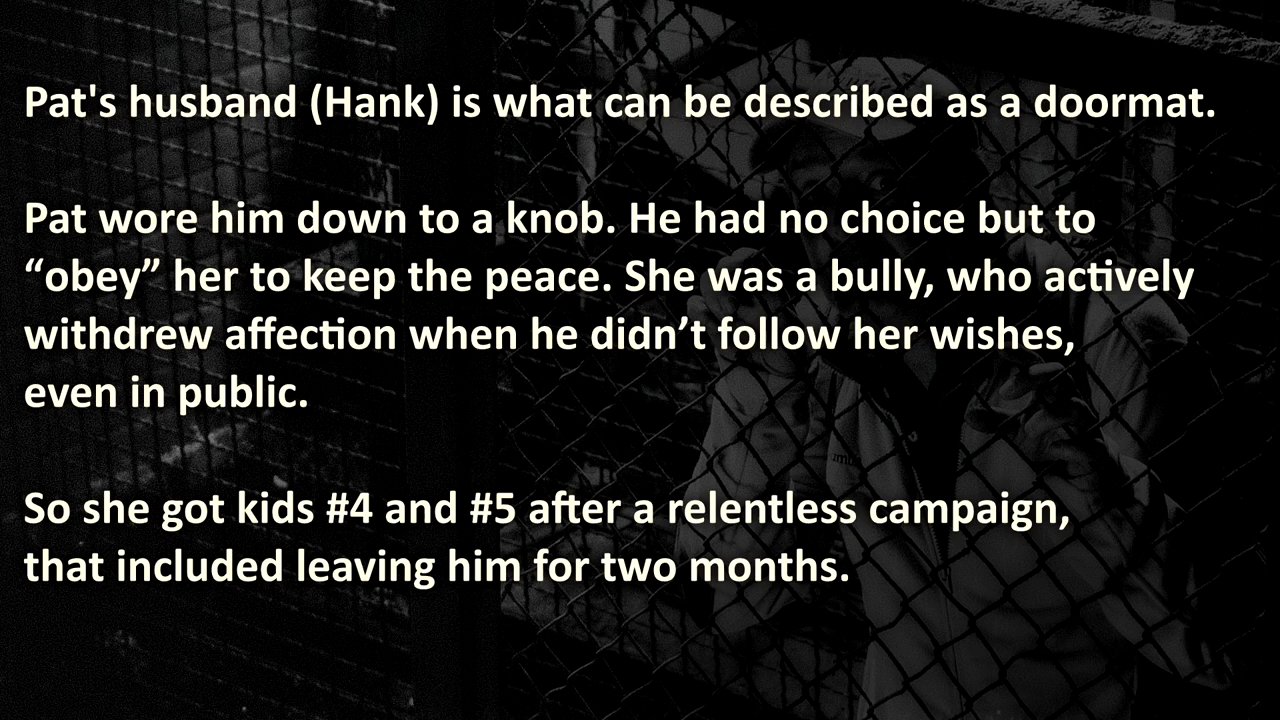 Pat's husband (Hank) is what can be described as a doormat.
Pat wore him down to a knob. He had no choice but to
“obey” her to keep the peace. She was a bully, who actively
withdrew affection when he didn’t follow her wishes,
even in public.
So she got kids #4 and #5 after a relentless campaign,
that included leaving him for two months.